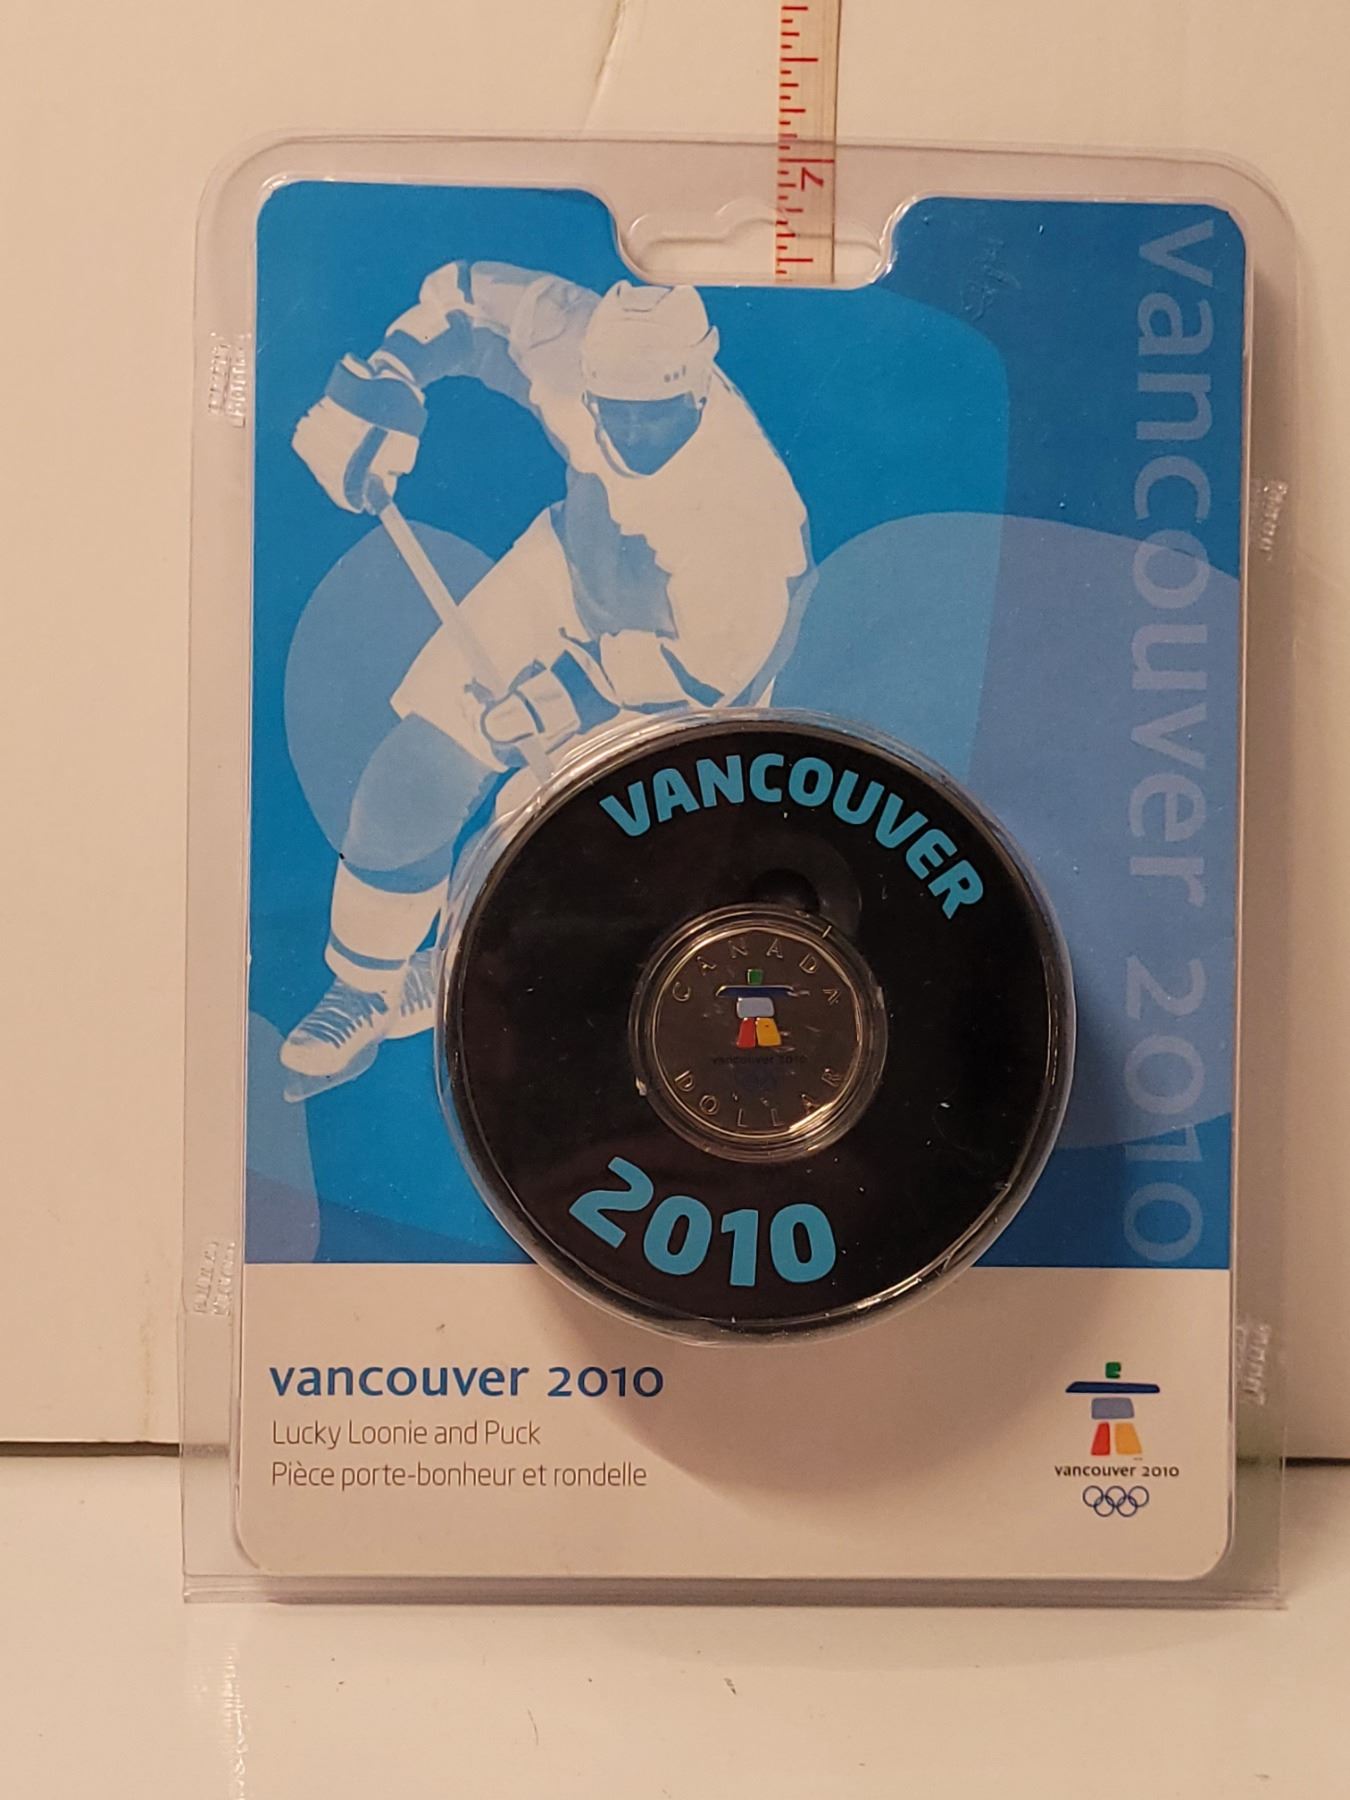 vancouver 2010
VANCOUVER
CANADA
vancouver 2010
DOLLAR
2010
vancouver 2010
Lucky Loonie and Puck
Pièce porte-bonheur et rondelle
vancouver 2010